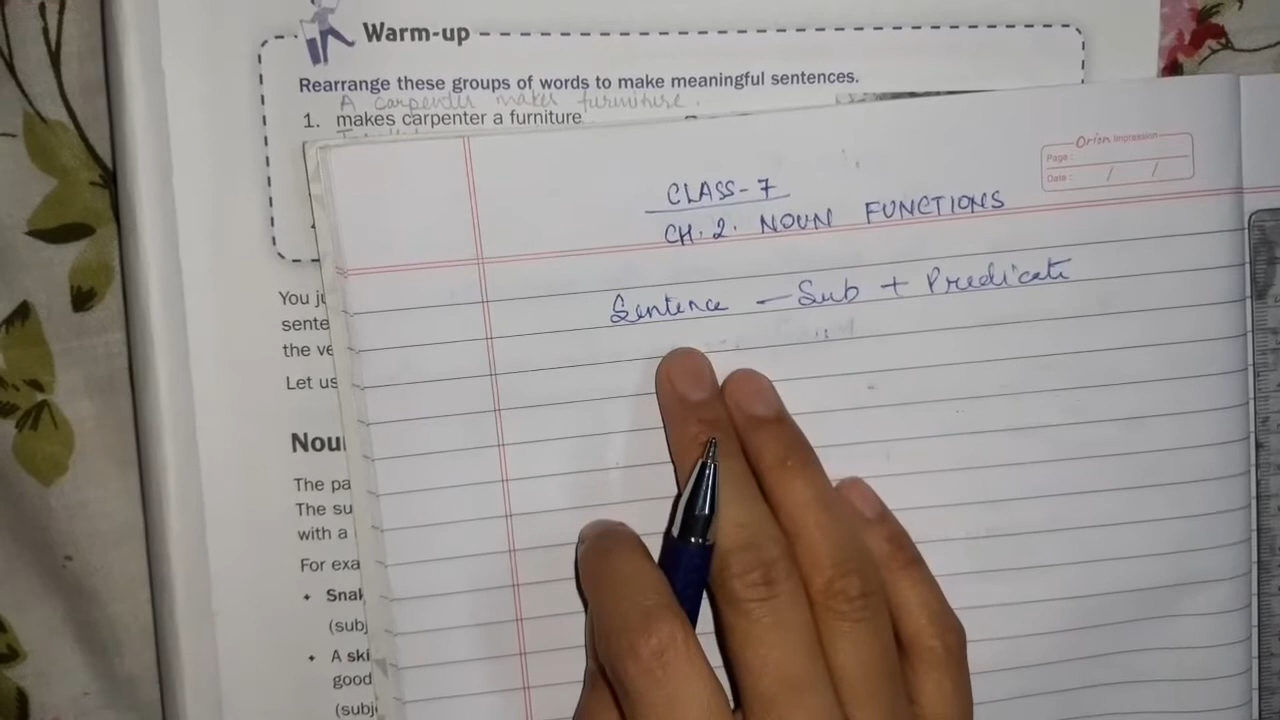 Warm-up
Rearrange these groups of words to make meaningful sentences.
A carpenter makes furniture.
1. makes carpenter a furniture
Orion Impression
Page :
Date : / /
CLASS-7
CH. 2. NOUN FUNCTIONS
Sentence - Sub + Predicate
You
sente
the ve
Let us
Nou
The pa
The su
with a
For exa
Snak
(subj
A ski
good
(subj